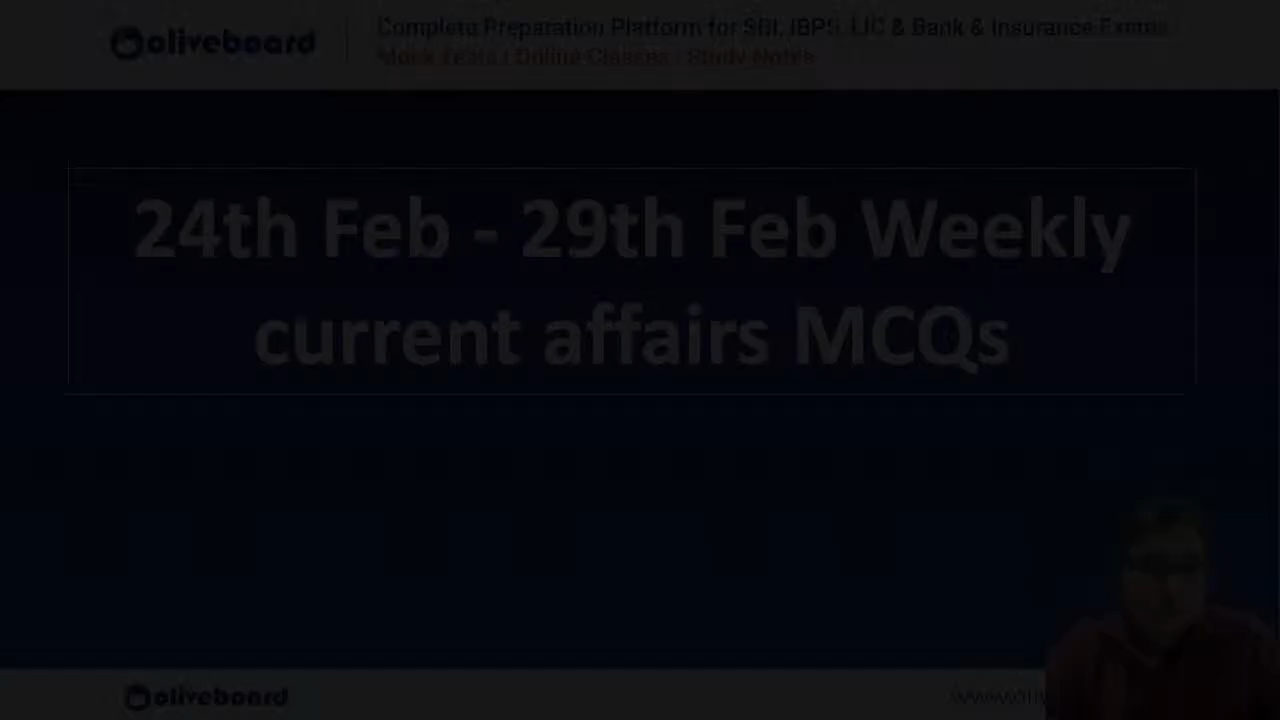 oliveboard
Complete Preparation Platform for SBI, IBPS, LIC & Bank & Insurance Exams
Mock Tests | Online Classes | Study Notes
24th Feb - 29th Feb Weekly
current affairs MCQs
oliveboard